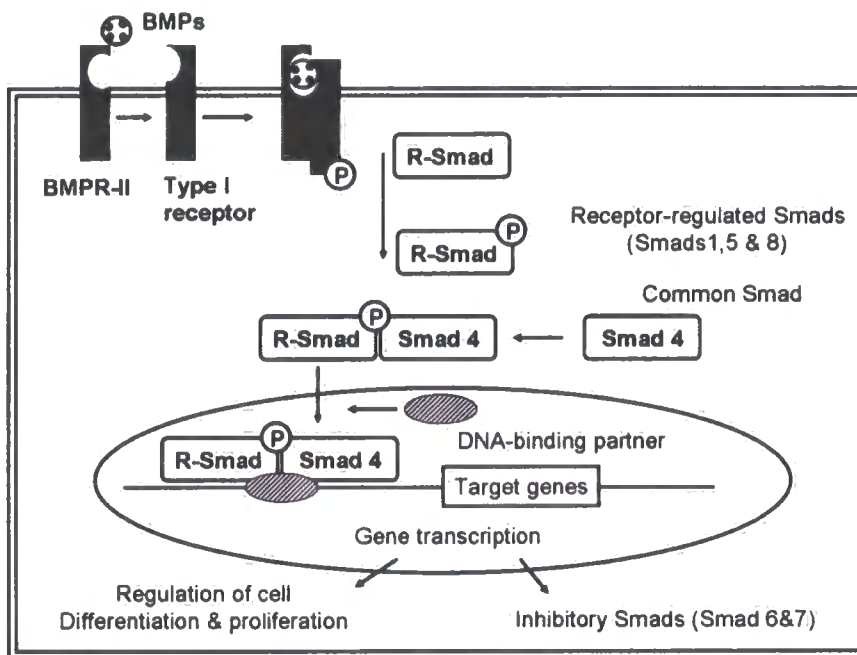 BMPs
BMPR-II
Type I
receptor
P
R-Smad
P
R-Smad
Receptor-regulated Smads
(Smads1,5 & 8)
Common Smad
P
R-Smad
Smad 4
Smad 4
P
R-Smad
Smad 4
DNA-binding partner
Target genes
Gene transcription
Regulation of cell
Differentiation & proliferation
Inhibitory Smads (Smad 6&7)